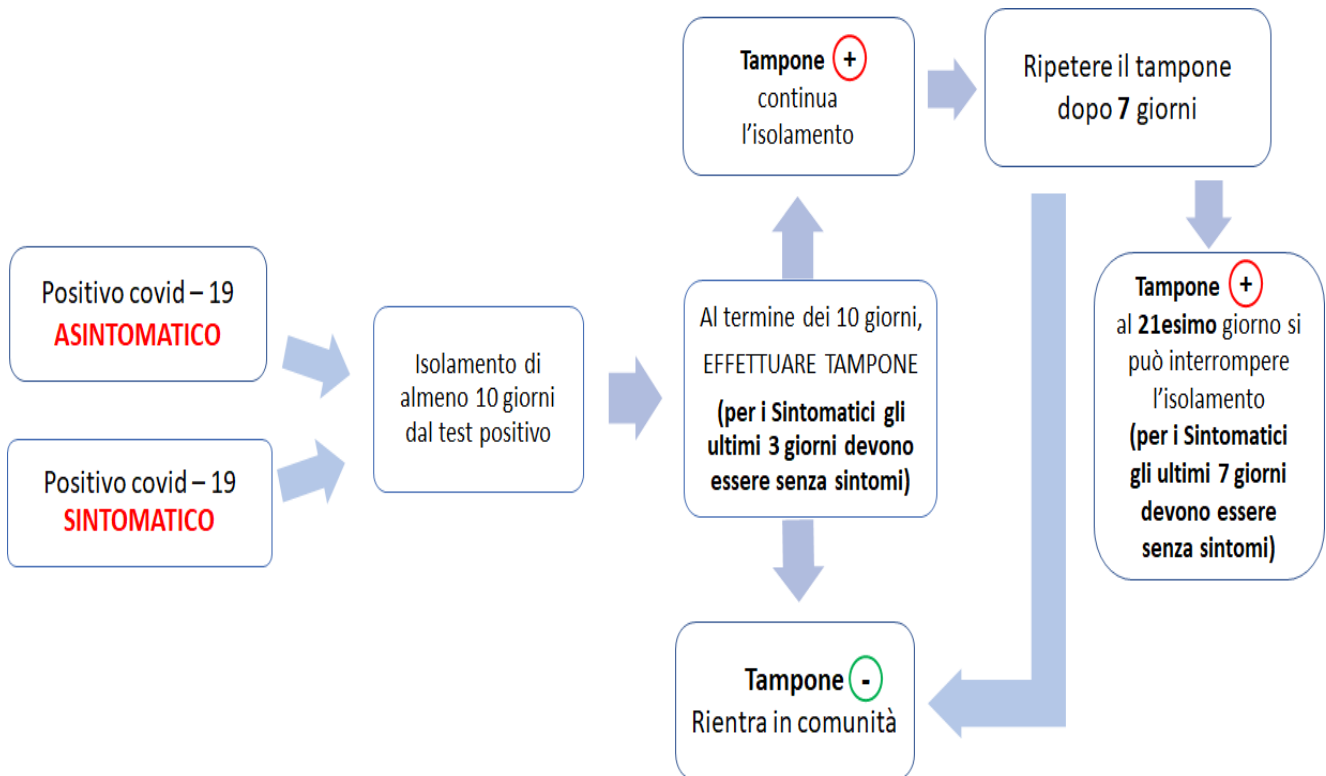 Positivo covid – 19
ASINTOMATICO
Positivo covid – 19
SINTOMATICO
Isolamento di
almeno 10 giorni
dal test positivo
Al termine dei 10 giorni,
EFFETTUARE TAMPONE
(per i Sintomatici gli
ultimi 3 giorni devono
essere senza sintomi)
Tampone +
continua
l’isolamento
Ripetere il tampone
dopo 7 giorni
Tampone +
al 21esimo giorno si
può interrompere
l’isolamento
(per i Sintomatici
gli ultimi 7 giorni
devono essere
senza sintomi)
Tampone -
Rientra in comunità